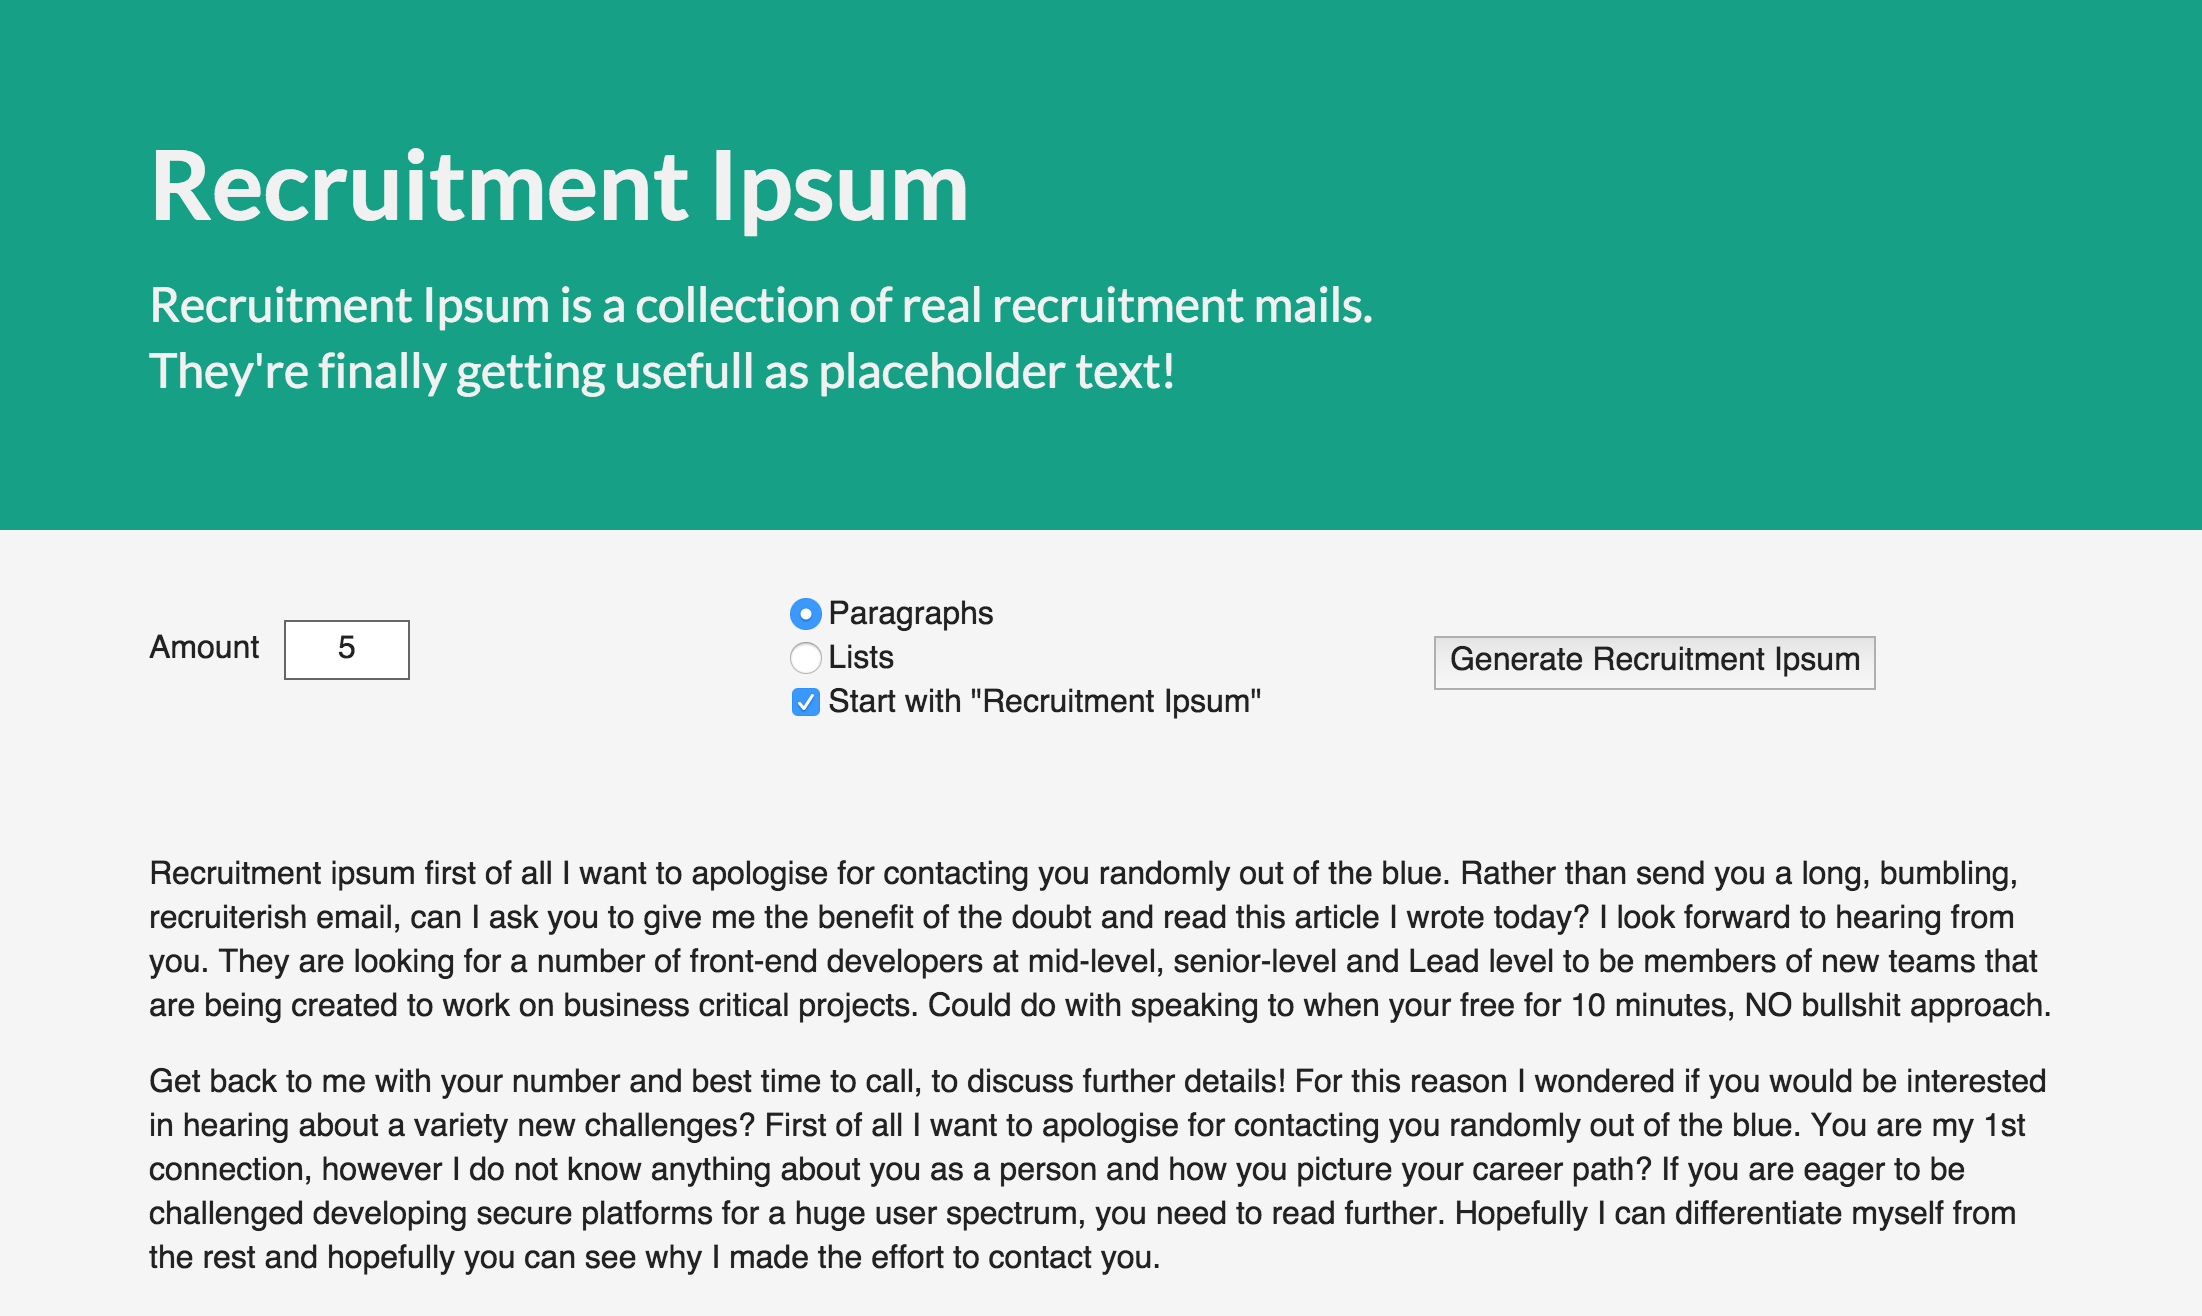 Recruitment Ipsum
Recruitment Ipsum is a collection of real recruitment mails.
They're finally getting usefull as placeholder text!
Amount 5
Paragraphs
Lists
Start with "Recruitment Ipsum"
Generate Recruitment Ipsum
Recruitment ipsum first of all I want to apologise for contacting you randomly out of the blue. Rather than send you a long, bumbling,
recruiterish email, can I ask you to give me the benefit of the doubt and read this article I wrote today? I look forward to hearing from
you. They are looking for a number of front-end developers at mid-level, senior-level and Lead level to be members of new teams that
are being created to work on business critical projects. Could do with speaking to when your free for 10 minutes, NO bullshit approach.
Get back to me with your number and best time to call, to discuss further details! For this reason I wondered if you would be interested
in hearing about a variety new challenges? First of all I want to apologise for contacting you randomly out of the blue. You are my 1st
connection, however I do not know anything about you as a person and how you picture your career path? If you are eager to be
challenged developing secure platforms for a huge user spectrum, you need to read further. Hopefully I can differentiate myself from
the rest and hopefully you can see why I made the effort to contact you.